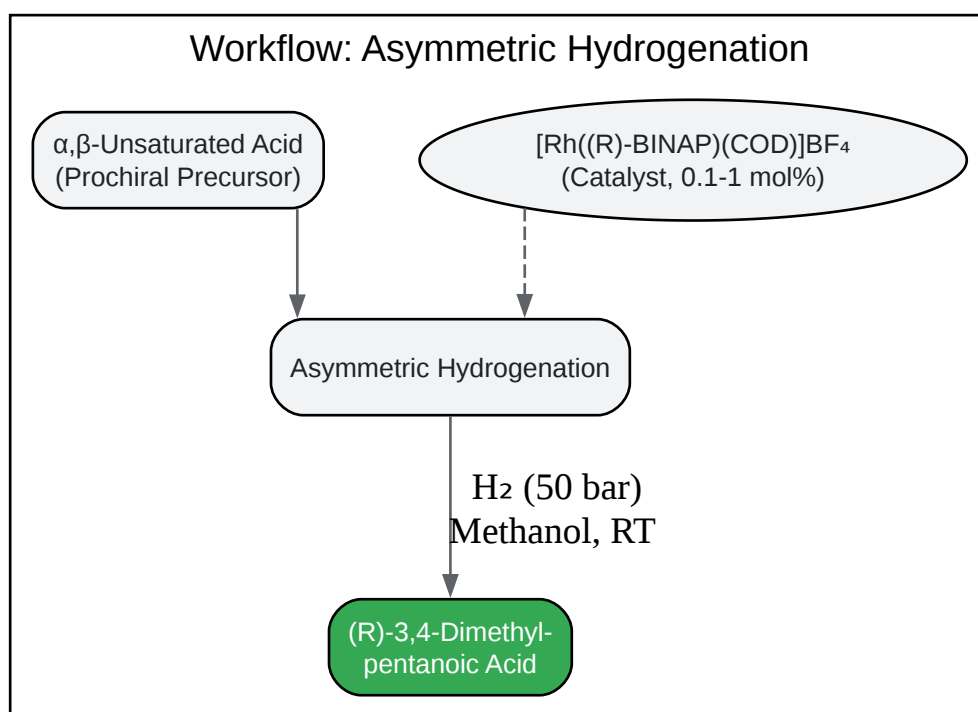 Workflow: Asymmetric Hydrogenation
α,β-Unsaturated Acid
(Prochiral Precursor)
[Rh((R)-BINAP)(COD)]BF₄
(Catalyst, 0.1-1 mol%)
Asymmetric Hydrogenation
H₂ (50 bar)
Methanol, RT
(R)-3,4-Dimethyl-
pentanoic Acid